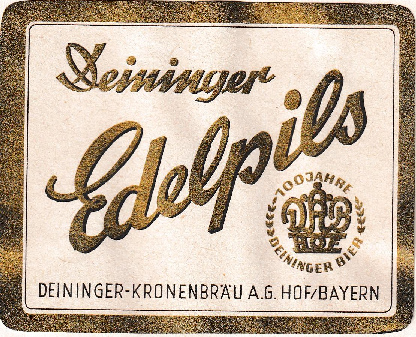 Deininger
Edelpils
100 JAHRE
DEININGER BIER
DEININGER-KRONENBRÄU A.G. HOF/BAYERN